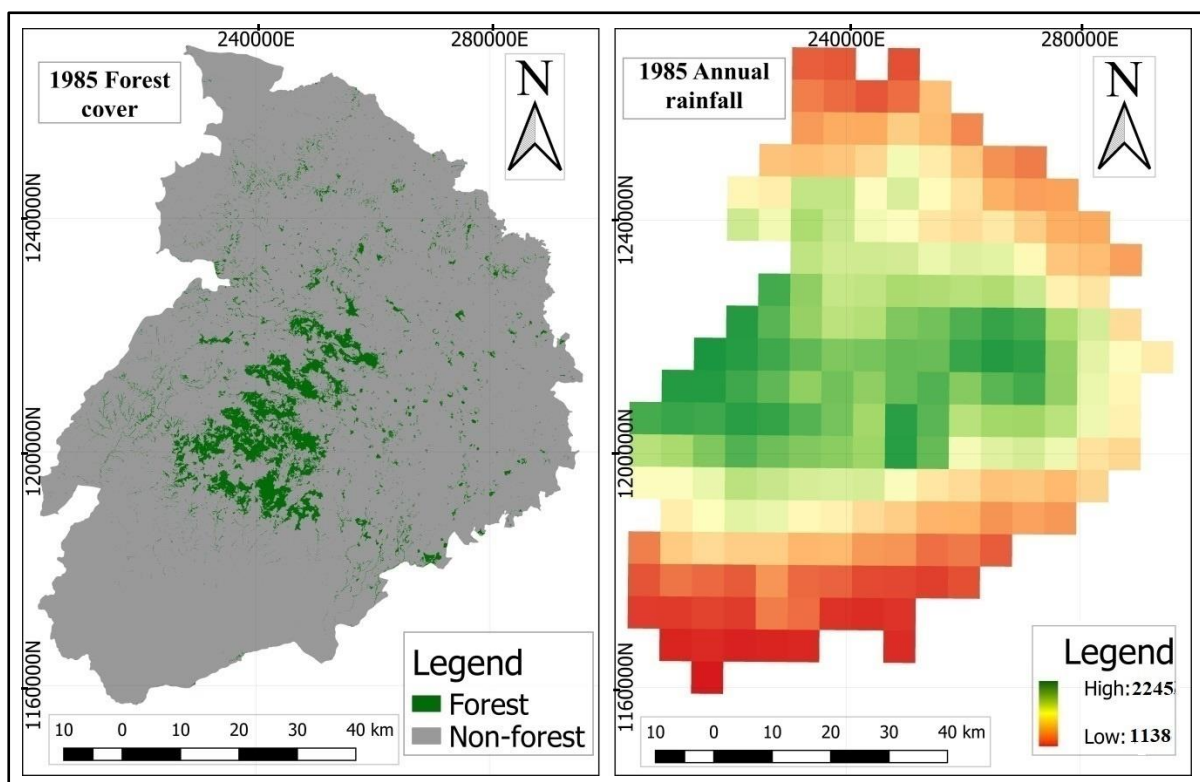 240000E
280000E
1985 Forest
cover
N
1240000N
1200000N
1160000N
Legend
Forest
Non-forest
10 0 10 20 30 40 km
240000E
280000E
1985 Annual
rainfall
N
1240000N
1200000N
1160000N
Legend
High: 2245
Low: 1138
10 0 10 20 30 40 km